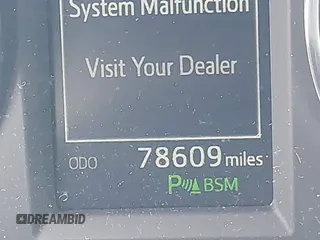 System Malfunction
Visit Your Dealer
ODO 78609 miles
P BSM
DREAMBID